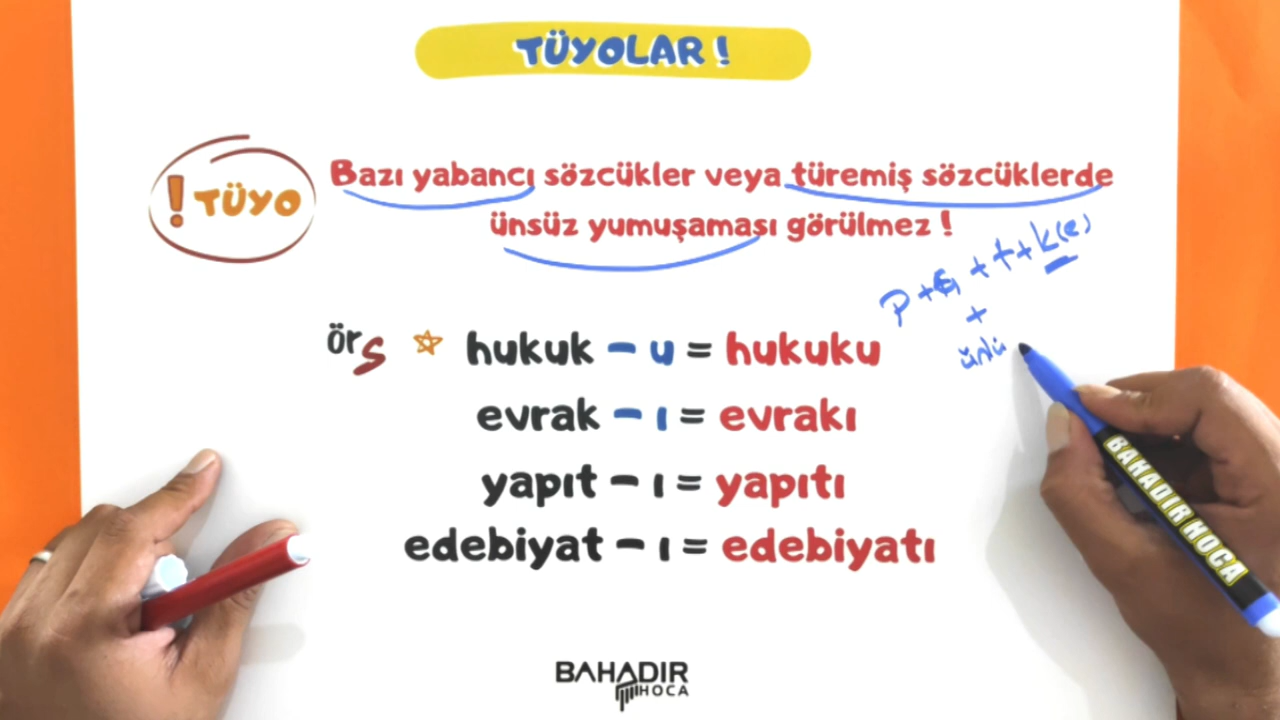 TÜYOLAR !
! TÜYO
Bazı yabancı sözcükler veya türemiş sözcüklerde
ünsüz yumuşaması görülmez !
p + ç + t + k(e)
+
ünlü
örs
hukuk – u = hukuku
evrak – ı = evrakı
yapıt – ı = yapıtı
edebiyat – ı = edebiyatı
BAHADIR HOCA
BAHADIR
HOCA